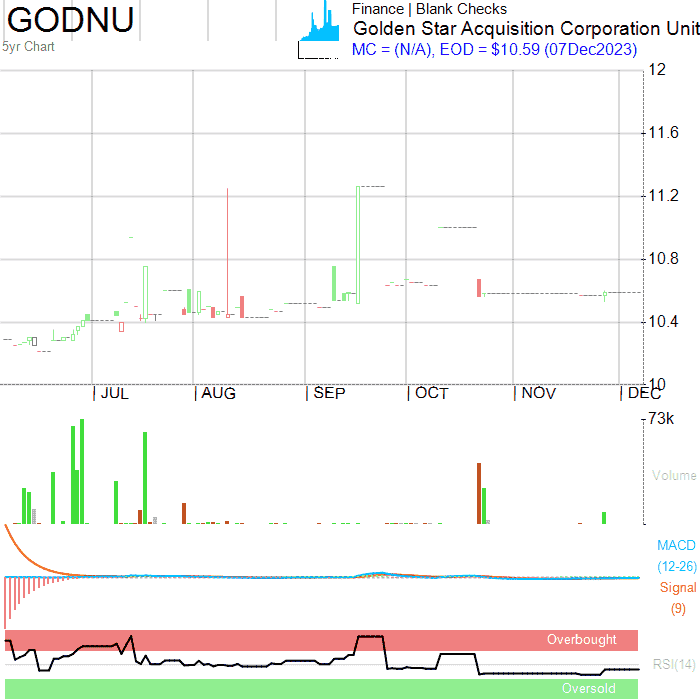 GODNU
5yr Chart
Finance | Blank Checks
Golden Star Acquisition Corporation Unit
MC = (N/A), EOD = $10.59 (07Dec2023)
12
11.6
11.2
10.8
10.4
10
JUL AUG SEP OCT NOV DEC
73k
Volume
MACD
(12-26)
Signal
(9)
Overbought
RSI(14)
Oversold